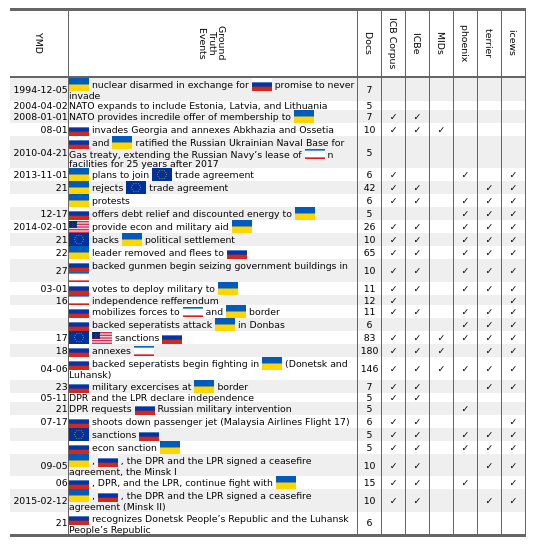 YMD Ground Truth Events Docs ICB Corpus ICBe MIDs phoenix terrier icews
1994-12-05 nuclear disarmed in exchange for promise to never invade 7
2004-04-02 NATO expands to include Estonia, Latvia, and Lithuania 5
2008-01-01 NATO provides incredile offer of membership to 7 ✓ ✓
08-01 invades Georgia and annexes Abkhazia and Ossetia 10 ✓ ✓ ✓
2010-04-21 and ratified the Russian Ukrainian Naval Base for
Gas treaty, extending the Russian Navy's lease of n 5
facilities for 25 years after 2017
2013-11-01 plans to join trade agreement 6 ✓ ✓ ✓
21 rejects trade agreement 42 ✓ ✓ ✓ ✓
protests 6 ✓ ✓ ✓ ✓ ✓
12-17 offers debt relief and discounted energy to 5 ✓ ✓ ✓
2014-02-01 provide econ and military aid 26 ✓ ✓ ✓ ✓ ✓
21 backs political settlement 10 ✓ ✓ ✓ ✓ ✓
22 leader removed and flees to 65 ✓ ✓ ✓ ✓ ✓
27 backed gunmen begin seizing government buildings in 10 ✓ ✓ ✓ ✓ ✓
03-01 votes to deploy military to 11 ✓ ✓ ✓ ✓ ✓
16 independence refferendum 12 ✓ ✓
mobilizes forces to and border 11 ✓ ✓ ✓ ✓ ✓
backed seperatists attack in Donbas 6 ✓ ✓ ✓
17 sanctions 83 ✓ ✓ ✓ ✓ ✓ ✓
18 annexes 180 ✓ ✓ ✓ ✓ ✓
04-06 backed seperatists begin fighting in (Donetsk and
Luhansk) 146 ✓ ✓ ✓ ✓ ✓ ✓
23 military excercises at border 7 ✓ ✓ ✓ ✓
05-11 DPR and the LPR declare independence 5 ✓ ✓
21 DPR requests Russian military intervention 5 ✓
07-17 shoots down passenger jet (Malaysia Airlines Flight 17) 6 ✓ ✓ ✓
sanctions 5 ✓ ✓ ✓ ✓ ✓
econ sanction 5 ✓ ✓ ✓ ✓ ✓
09-05 , , the DPR and the LPR signed a ceasefire
agreement, the Minsk I 10 ✓ ✓ ✓ ✓
06 , DPR, and the LPR, continue fight with 15 ✓ ✓ ✓ ✓
2015-02-12 , , the DPR and the LPR signed a ceasefire
agreement (Minsk II) 10 ✓ ✓ ✓ ✓
21 recognizes Donetsk People's Republic and the Luhansk
People's Republic 6